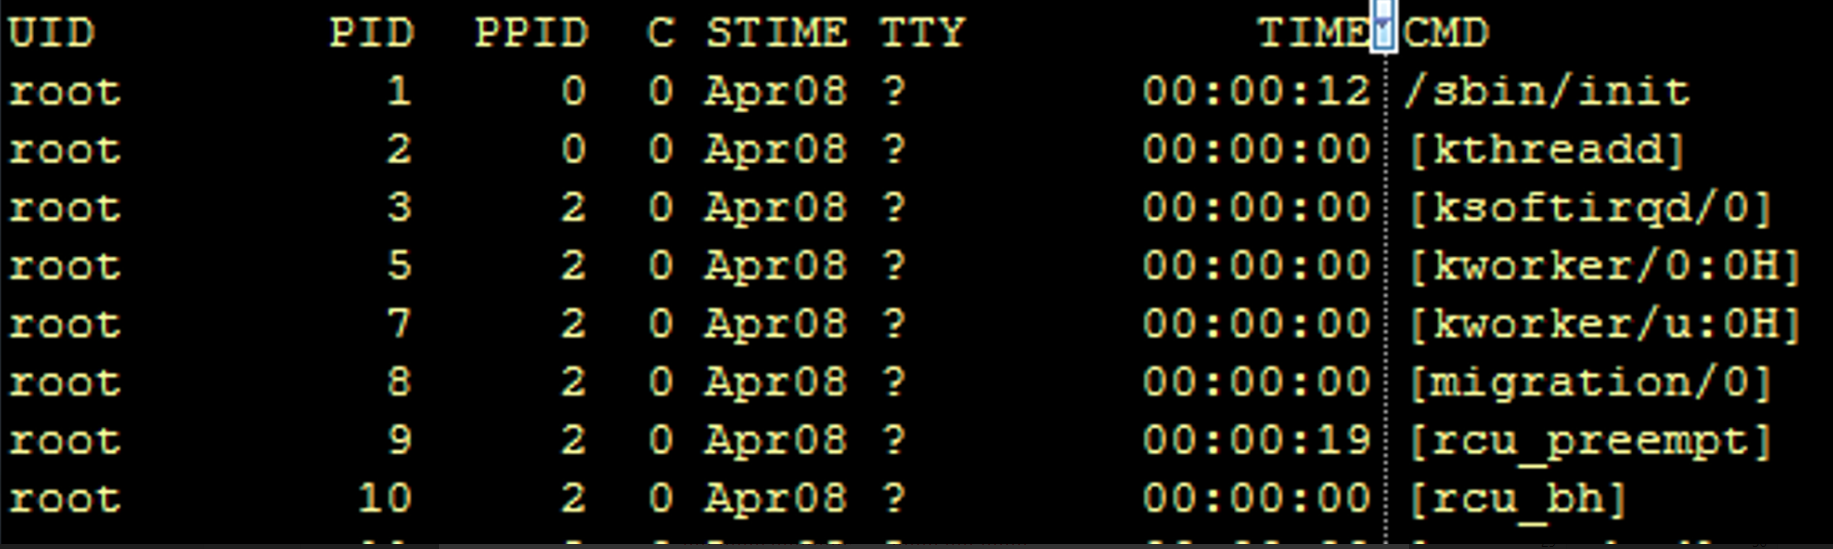 UID PID PPID C STIME TTY TIME CMD
root 1 0 0 Apr08 ? 00:00:12 /sbin/init
root 2 0 0 Apr08 ? 00:00:00 [kthreadd]
root 3 2 0 Apr08 ? 00:00:00 [ksoftirqd/0]
root 5 2 0 Apr08 ? 00:00:00 [kworker/0:0H]
root 7 2 0 Apr08 ? 00:00:00 [kworker/u:0H]
root 8 2 0 Apr08 ? 00:00:00 [migration/0]
root 9 2 0 Apr08 ? 00:00:19 [rcu_preempt]
root 10 2 0 Apr08 ? 00:00:00 [rcu_bh]